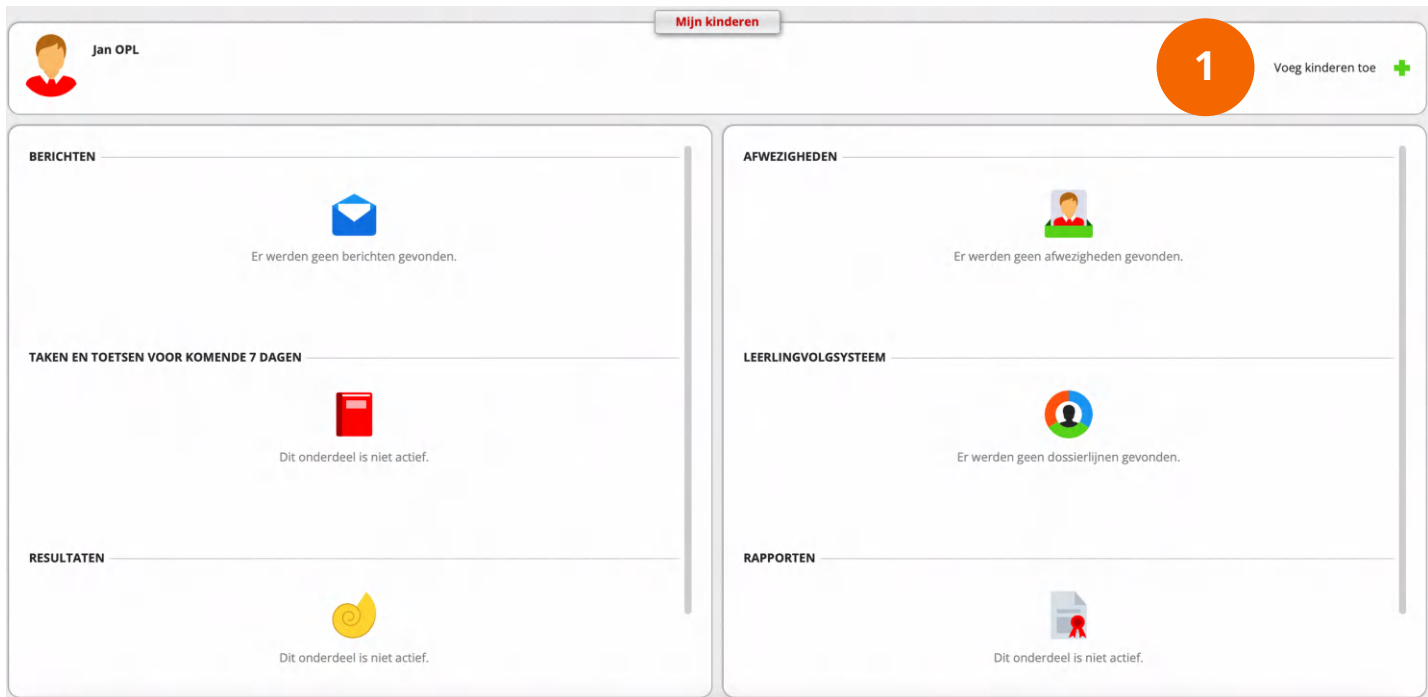 Mijn kinderen
Jan OPL
1
Voeg kinderen toe
BERICHTEN
Er werden geen berichten gevonden.
TAKEN EN TOETSEN VOOR KOMENDE 7 DAGEN
Dit onderdeel is niet actief.
RESULTATEN
Dit onderdeel is niet actief.
AFWEZIGHEDEN
Er werden geen afwezigheden gevonden.
LEERLINGVOLGSYSTEEM
Er werden geen dossierlijnen gevonden.
RAPPORTEN
Dit onderdeel is niet actief.